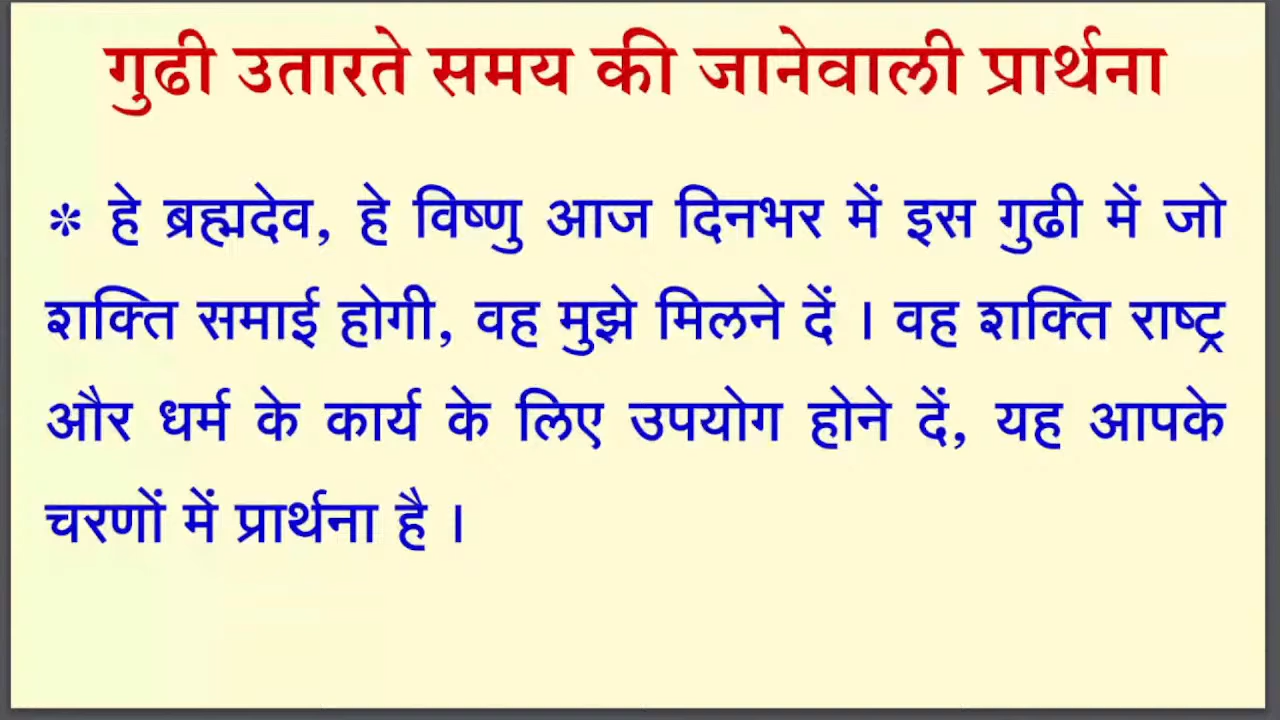 गुढी उतारते समय की जानेवाली प्रार्थना
* हे ब्रह्मदेव, हे विष्णु आज दिनभर में इस गुढी में जो
शक्ति समाई होगी, वह मुझे मिलने दें । वह शक्ति राष्ट्र
और धर्म के कार्य के लिए उपयोग होने दें, यह आपके
चरणों में प्रार्थना है ।